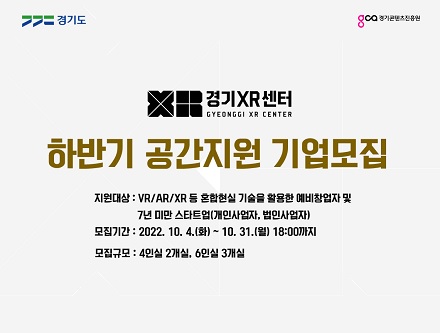 경기도
gca 경기콘텐츠진흥원
XR 경기XR센터
GYEONGGI XR CENTER
하반기 공간지원 기업모집
지원대상 : VR/AR/XR 등 혼합현실 기술을 활용한 예비창업자 및
7년 미만 스타트업(개인사업자, 법인사업자)
모집기간 : 2022. 10. 4.(화) ~ 10. 31.(월) 18:00까지
모집규모 : 4인실 2개실, 6인실 3개실